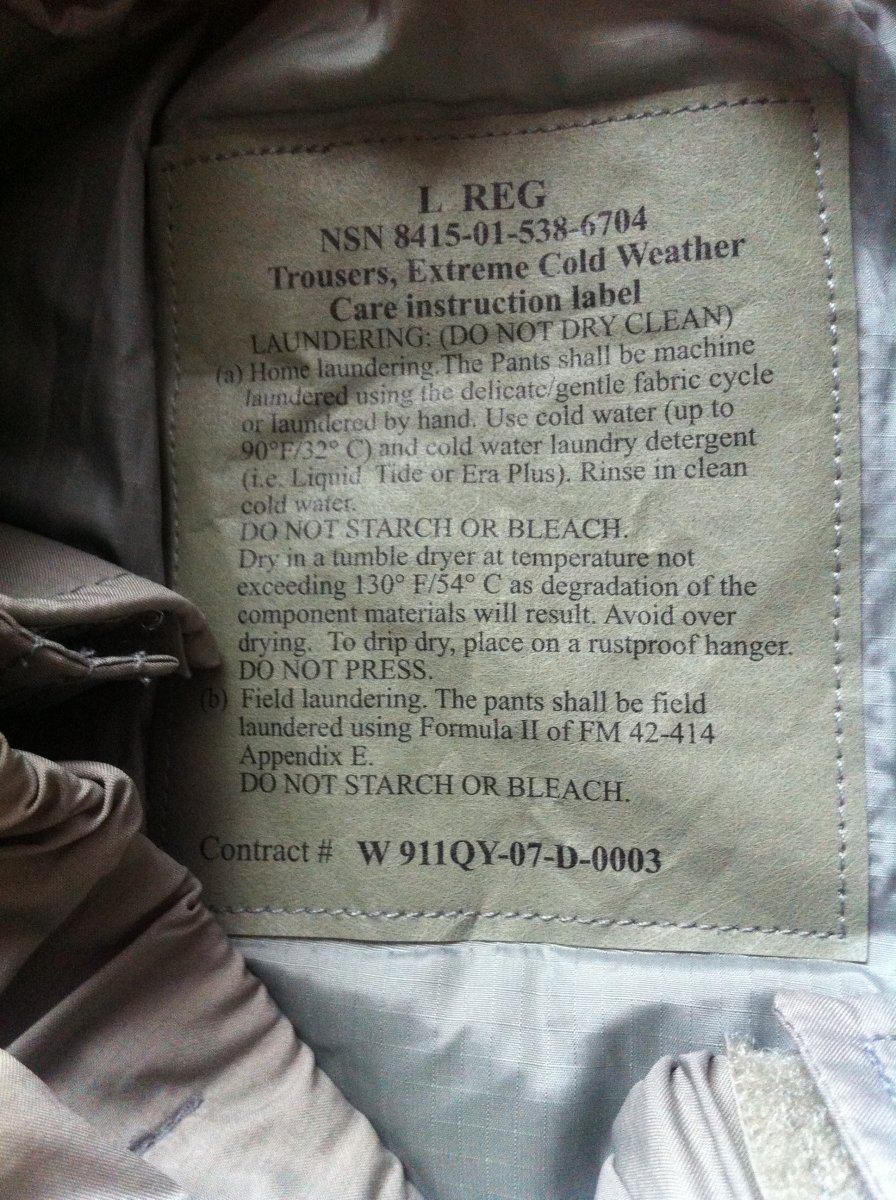 L REG
NSN 8415-01-538-6704
Trousers, Extreme Cold Weather
Care instruction label
LAUNDERING: (DO NOT DRY CLEAN)
(a) Home laundering.The Pants shall be machine
laundered using the delicate/gentle fabric cycle
or laundered by hand. Use cold water (up to
90°F/32° C) and cold water laundry detergent
(i.e. Liquid Tide or Era Plus). Rinse in clean
cold water.
DO NOT STARCH OR BLEACH.
Dry in a tumble dryer at temperature not
exceeding 130° F/54° C as degradation of the
component materials will result. Avoid over
drying. To drip dry, place on a rustproof hanger.
DO NOT PRESS.
(b) Field laundering. The pants shall be field
laundered using Formula II of FM 42-414
Appendix E.
DO NOT STARCH OR BLEACH.
Contract # W 911QY-07-D-0003